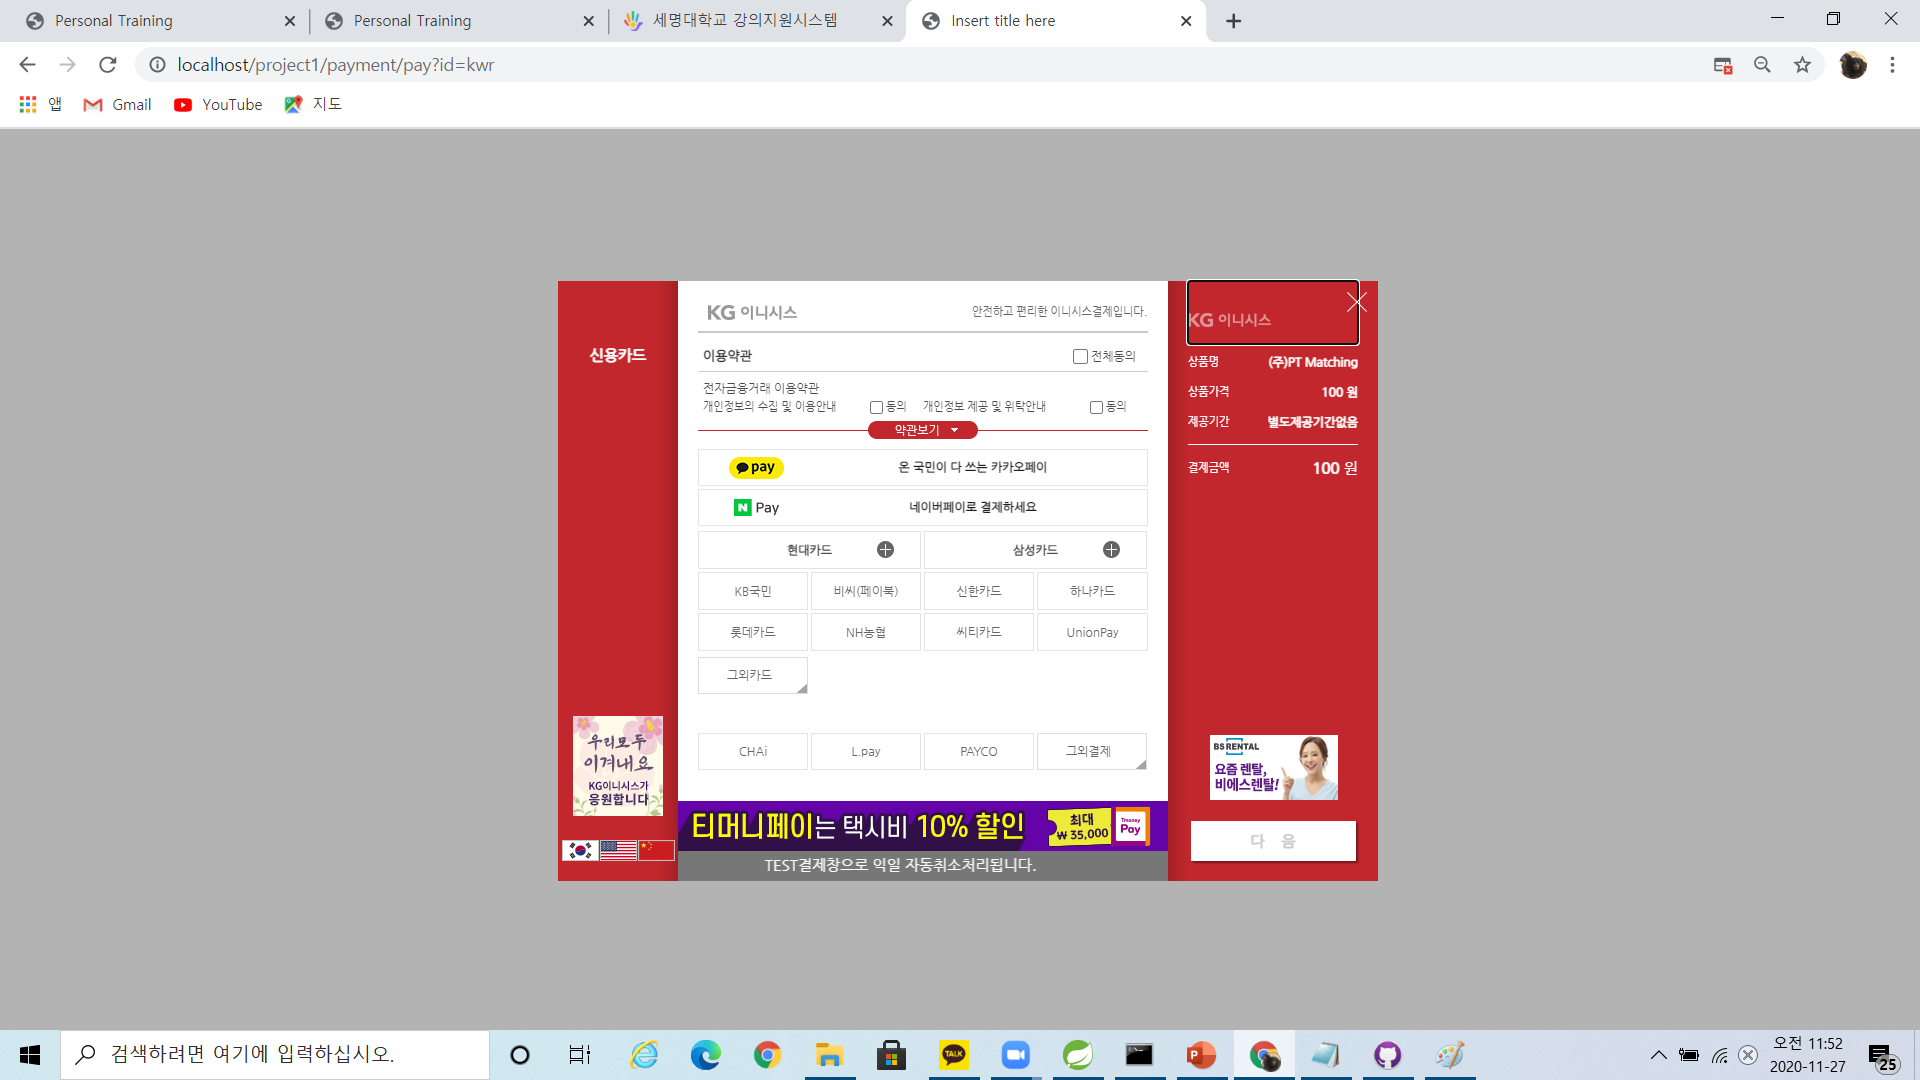 Personal Training
Personal Training
세명대학교 강의지원시스템
Insert title here
localhost/project1/payment/pay?id=kwr
앱
Gmail
YouTube
지도
신용카드
우리모두
이겨내요
KG이니시스가
응원합니다
KG 이니시스
안전하고 편리한 이니시스결제입니다.
이용약관
전체동의
전자금융거래 이용약관
개인정보의 수집 및 이용안내 동의 개인정보 제공 및 위탁안내 동의
약관보기
pay 온 국민이 다 쓰는 카카오페이
N Pay 네이버페이로 결제하세요
현대카드 삼성카드
KB국민 비씨(페이북) 신한카드 하나카드
롯데카드 NH농협 씨티카드 UnionPay
그외카드
CHAi L.pay PAYCO 그외결제
티머니페이는 택시비 10% 할인
최대
₩ 35,000
Tmoney
Pay
TEST결제창으로 익일 자동취소처리됩니다.
KG 이니시스
상품명 (주)PT Matching
상품가격 100 원
제공기간 별도제공기간없음
결제금액 100 원
BS RENTAL
요즘 렌탈,
비에스렌탈!
다 음
검색하려면 여기에 입력하십시오.
TALK
오전 11:52
2020-11-27
25